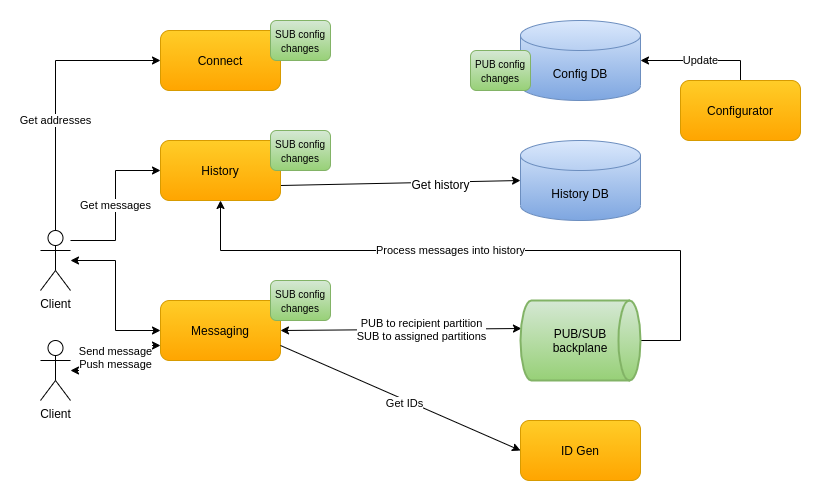 SUB config
changes
Connect
PUB config
changes
Config DB
Update
Configurator
Get addresses
SUB config
changes
History
Get history
History DB
Get messages
Process messages into history
Client
SUB config
changes
Messaging
PUB to recipient partition
SUB to assigned partitions
PUB/SUB
backplane
Send message
Push message
Client
Get IDs
ID Gen